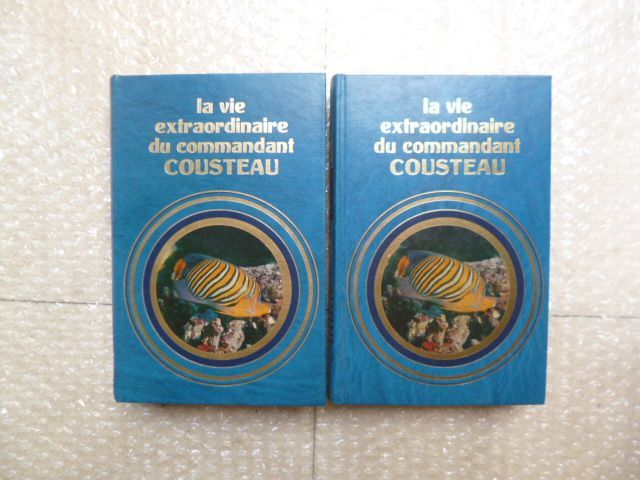 la vie
extraordinaire
du commandant
COUSTEAU
la vie
extraordinaire
du commandant
COUSTEAU